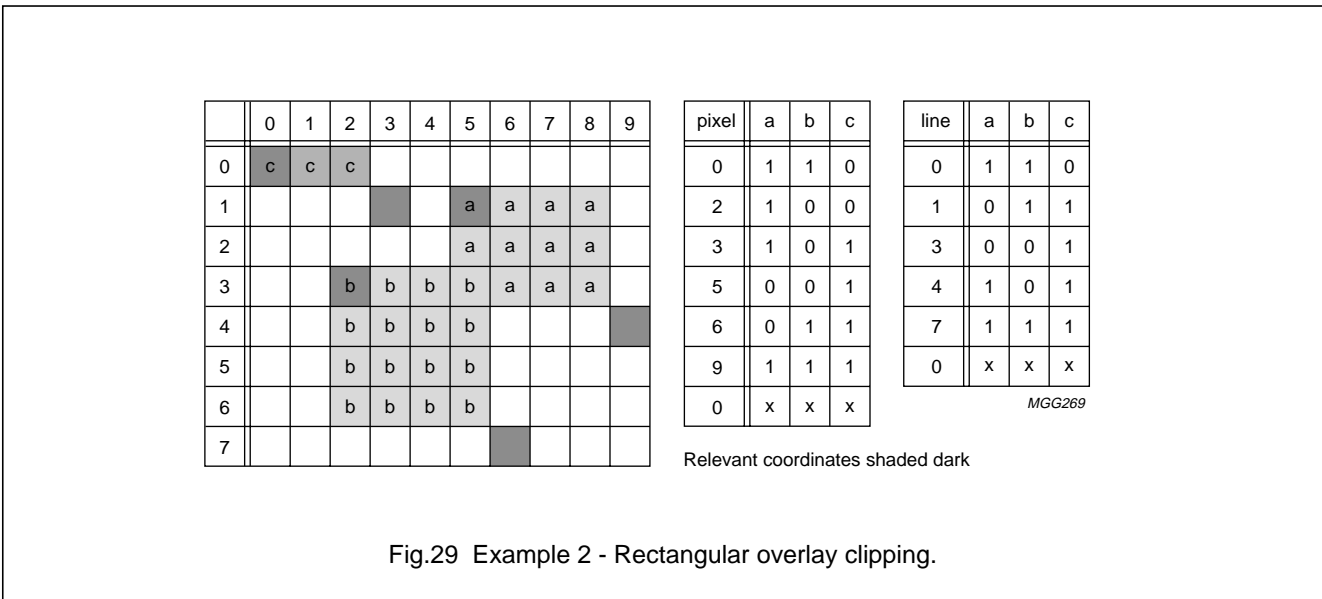 0 1 2 3 4 5 6 7 8 9
0 c c c
1 a a a a
2 a a a a
3 b b b b a a a
4 b b b b
5 b b b b
6 b b b b
7
pixel a b c
0 1 1 0
2 1 0 0
3 1 0 1
5 0 0 1
6 0 1 1
9 1 1 1
0 x x x
line a b c
0 1 1 0
1 0 1 1
3 0 0 1
4 1 0 1
7 1 1 1
0 x x x
MGG269
Relevant coordinates shaded dark
Fig.29 Example 2 - Rectangular overlay clipping.